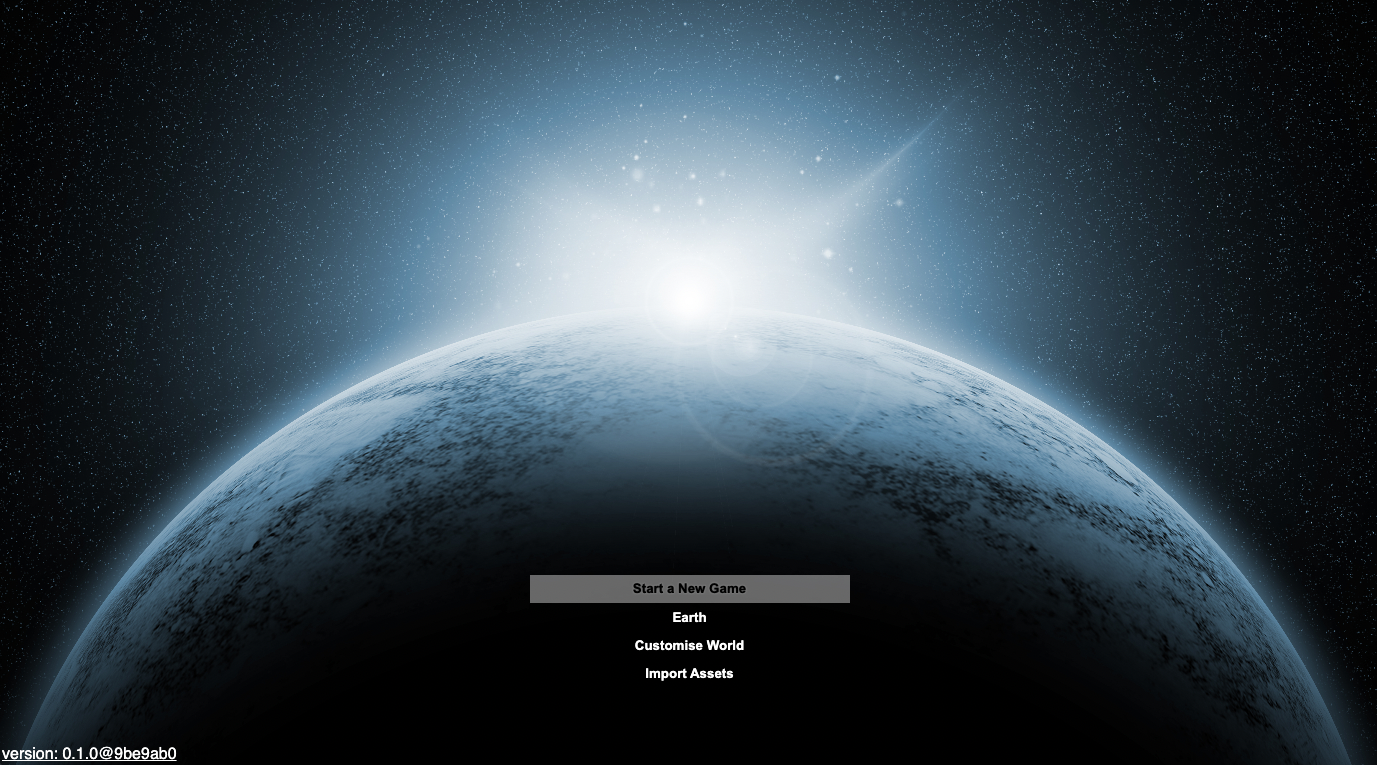 Start a New Game
Earth
Customise World
Import Assets
version: 0.1.0@9be9ab0